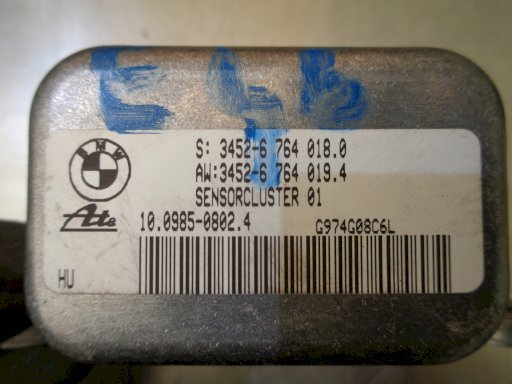 E46
BMW
S: 3452-6 764 018.0
AW:3452-6 764 019.4
SENSORCLUSTER 01
Ate
10.0985-0802.4
G974G08C6L
HU